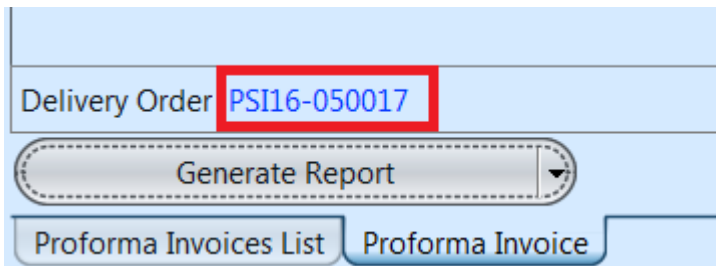 Delivery Order PSI16-050017
Generate Report
Proforma Invoices List Proforma Invoice